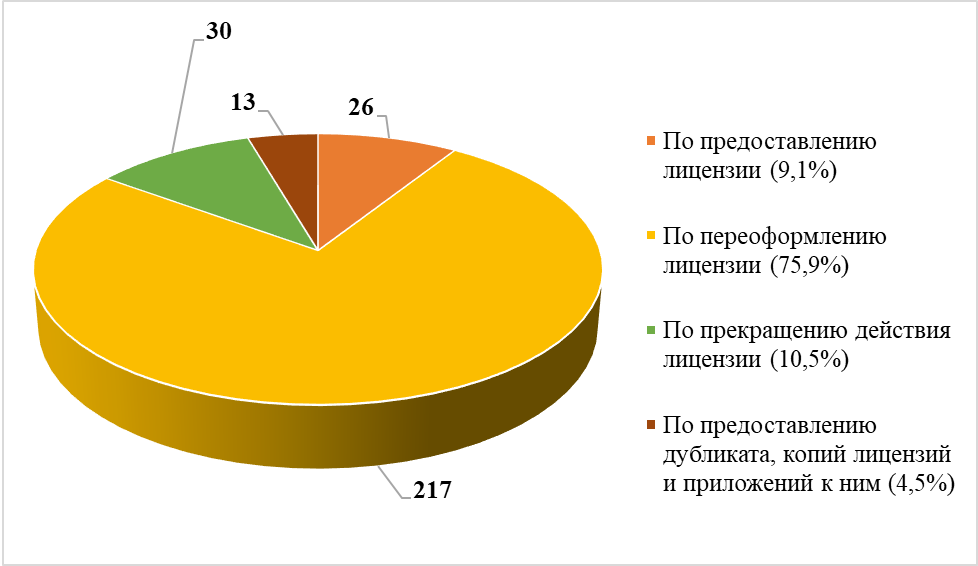 30
13
26
217
По предоставлению
лицензии (9,1%)
По переоформлению
лицензии (75,9%)
По прекращению действия
лицензии (10,5%)
По предоставлению
дубликата, копий лицензий
и приложений к ним (4,5%)